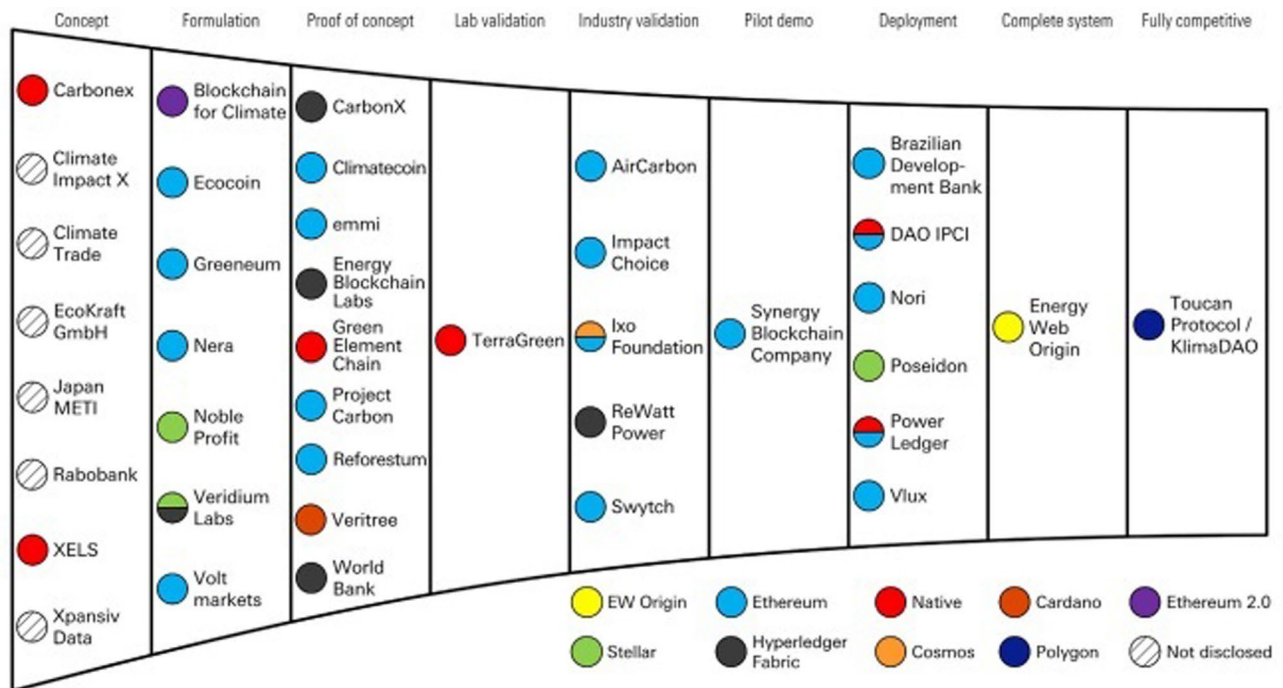 Concept
Formulation
Proof of concept
Lab validation
Industry validation
Pilot demo
Deployment
Complete system
Fully competitive
Carbonex
Climate
Impact X
Climate
Trade
EcoKraft
GmbH
Japan
METI
Rabobank
XELS
Xpansiv
Data
Blockchain
for Climate
Ecocoin
Greeneum
Nera
Noble
Profit
Veridium
Labs
Volt
markets
CarbonX
Climatecoin
emmi
Energy
Blockchain
Labs
Green
Element
Chain
Project
Carbon
Reforestum
Veritree
World
Bank
TerraGreen
AirCarbon
Impact
Choice
Ixo
Foundation
ReWatt
Power
Swytch
Synergy
Blockchain
Company
Brazilian
Develop-
ment Bank
DAO IPCI
Nori
Poseidon
Power
Ledger
Vlux
Energy
Web
Origin
Toucan
Protocol /
KlimaDAO
EW Origin
Ethereum
Native
Cardano
Ethereum 2.0
Stellar
Hyperledger
Fabric
Cosmos
Polygon
Not disclosed